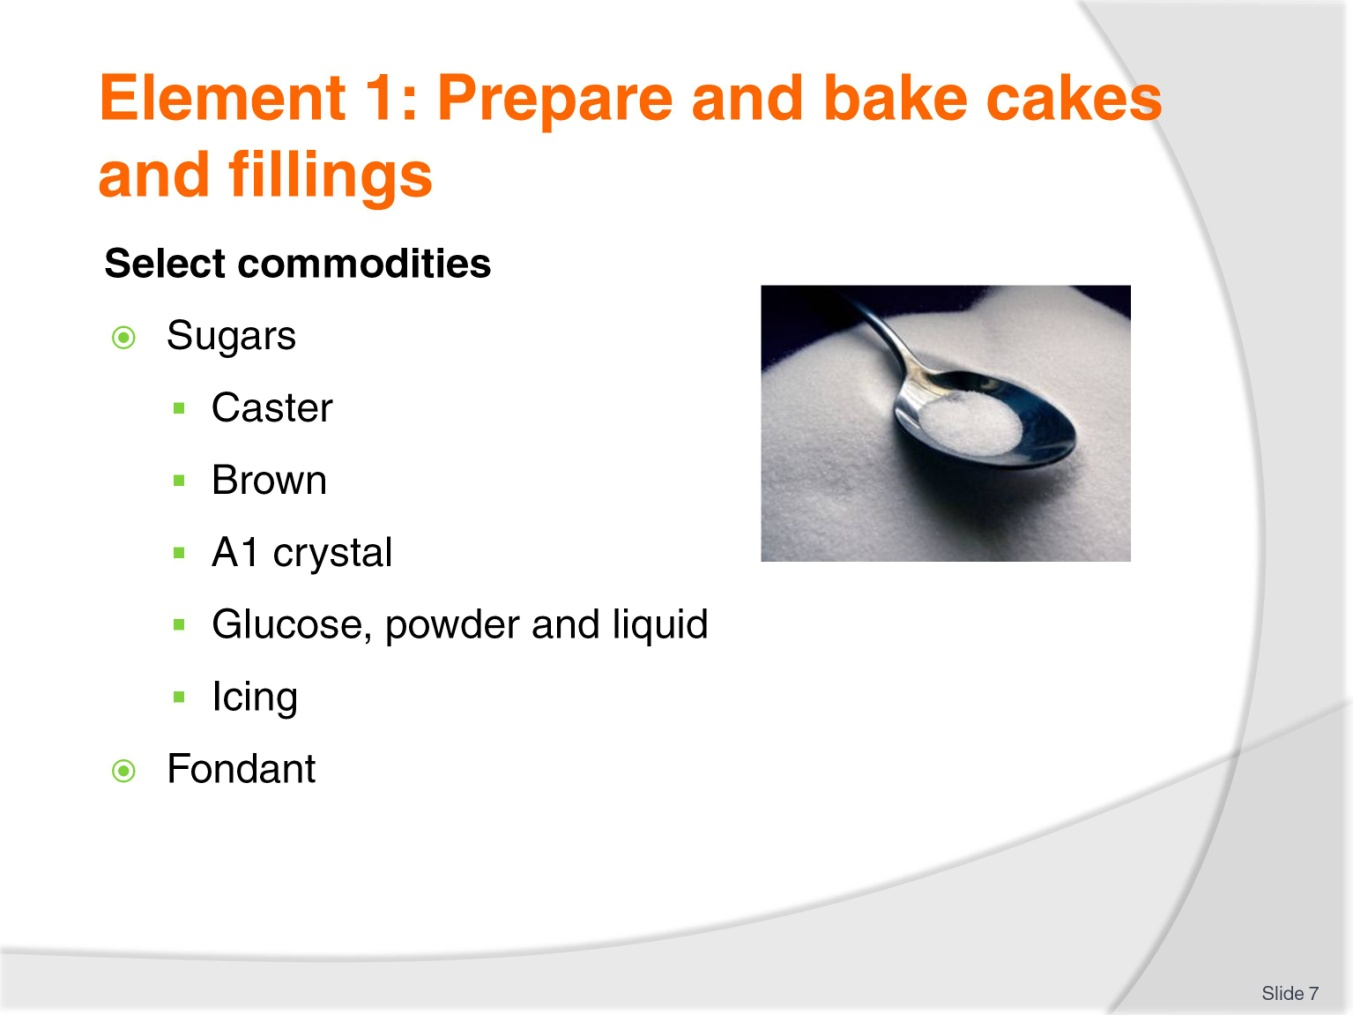 Element 1: Prepare and bake cakes
and fillings
Select commodities
Sugars
Caster
Brown
A1 crystal
Glucose, powder and liquid
Icing
Fondant
Slide 7